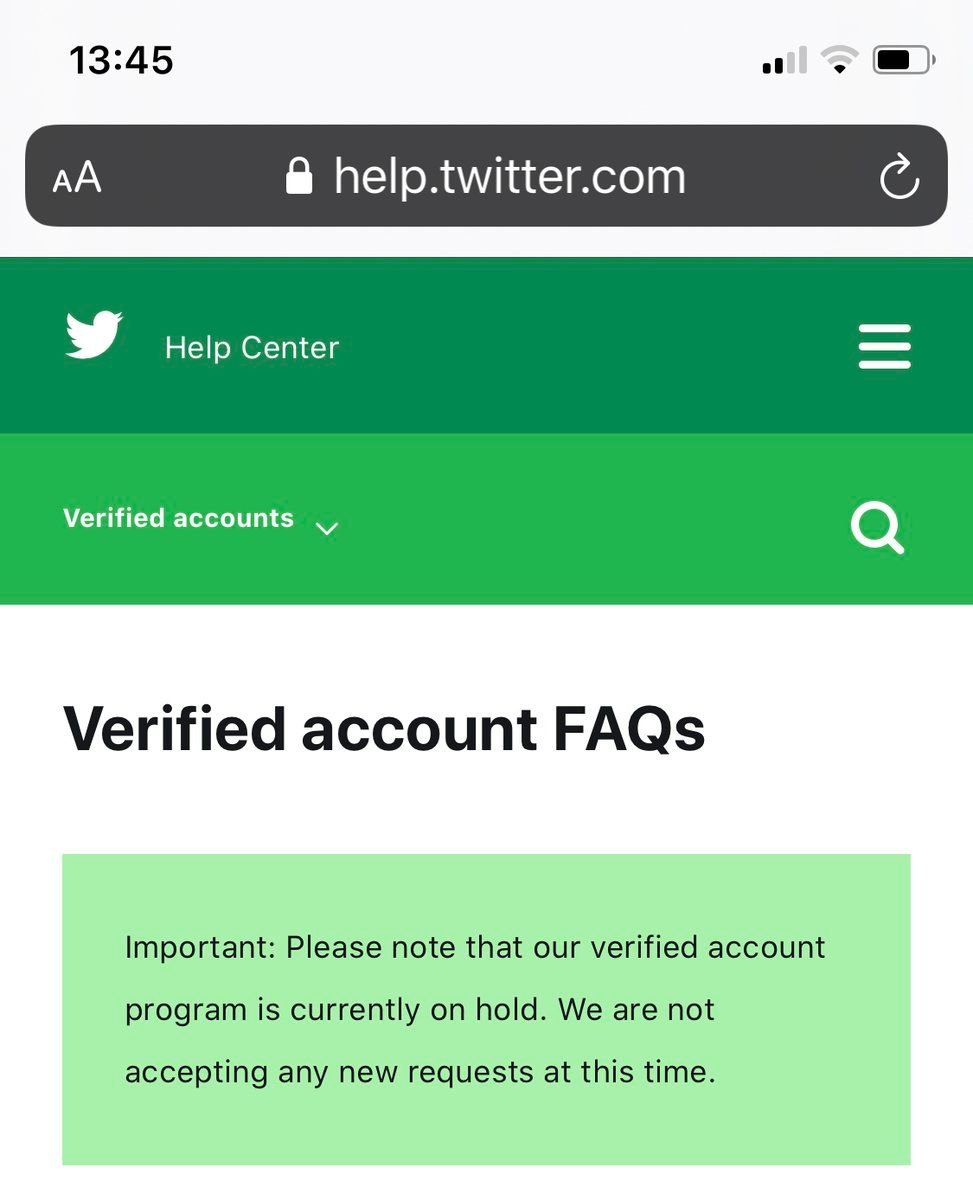 13:45
AA help.twitter.com
Help Center
Verified accounts
Verified account FAQs
Important: Please note that our verified account
program is currently on hold. We are not
accepting any new requests at this time.